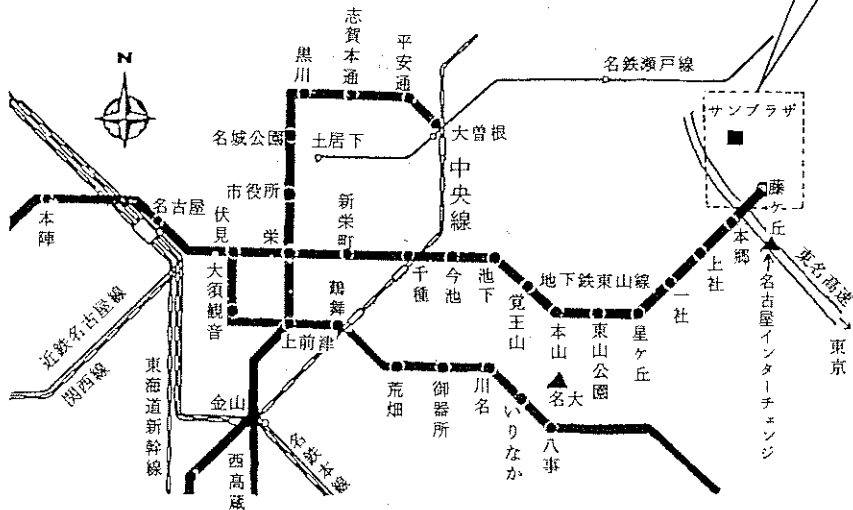 N
黒川
志賀本通
平安通
名鉄瀬戸線
サンプラザ
名城公園
土居下
大曽根
中央線
市役所
藤ケ丘
本陣
名古屋
伏見
栄
新栄町
千種
今池
池下
地下鉄東山線
本郷
上社
一社
東名高速
東京
大須観音
鶴舞
上前津
覚王山
本山
東山公園
星ケ丘
名古屋インターチェンジ
近鉄名古屋線
関西線
東海道新幹線
金山
荒畑
御器所
川名
いりなか
八事
名大
名鉄本線
西高蔵